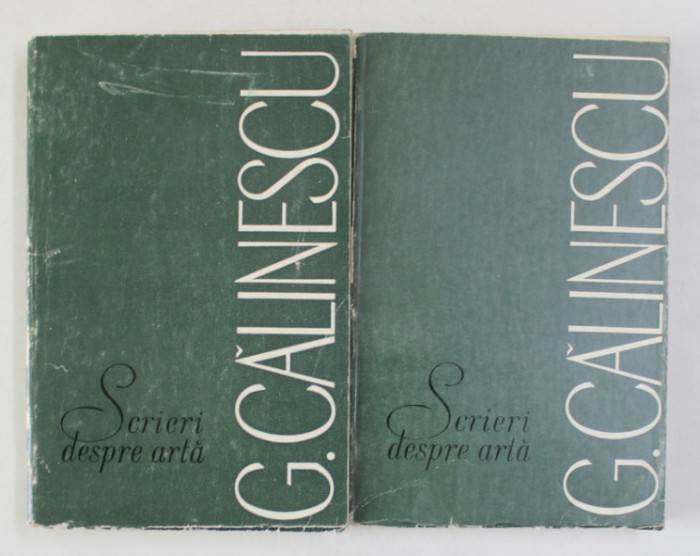 G. CĂLINESCU
Scrieri
despre artă
G. CĂLINESCU
Scrieri
despre artă